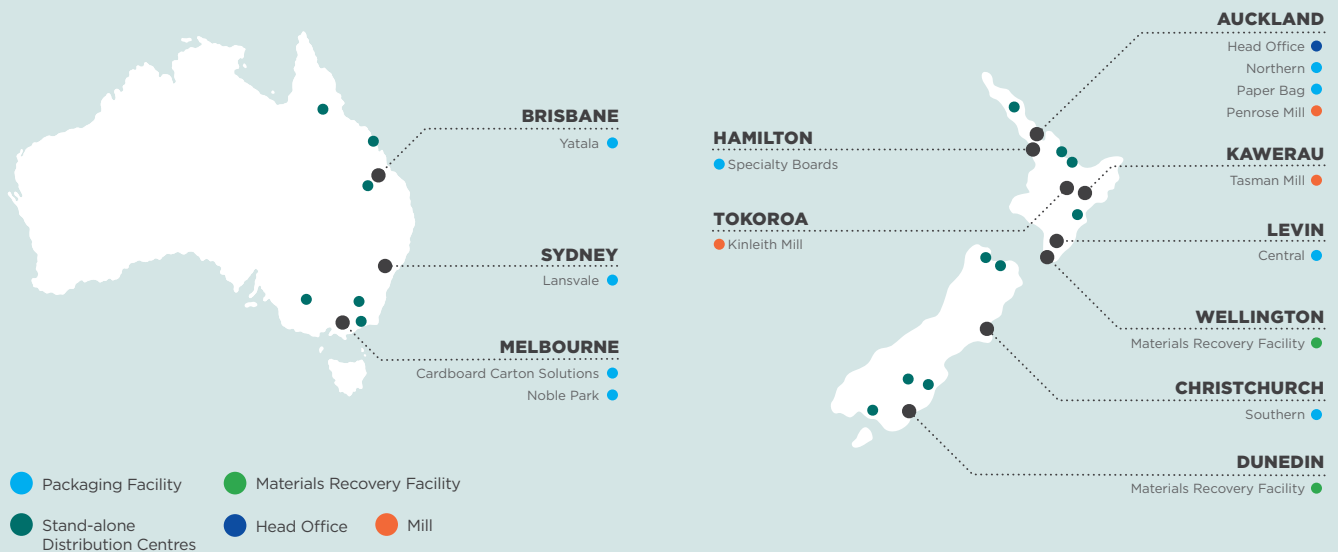 BRISBANE
Yatala
SYDNEY
Lansvale
MELBOURNE
Cardboard Carton Solutions
Noble Park
HAMILTON
Specialty Boards
TOKOROA
Kinleith Mill
AUCKLAND
Head Office
Northern
Paper Bag
Penrose Mill
KAWERAU
Tasman Mill
LEVIN
Central
WELLINGTON
Materials Recovery Facility
CHRISTCHURCH
Southern
DUNEDIN
Materials Recovery Facility
Packaging Facility
Materials Recovery Facility
Stand-alone
Distribution Centres
Head Office
Mill